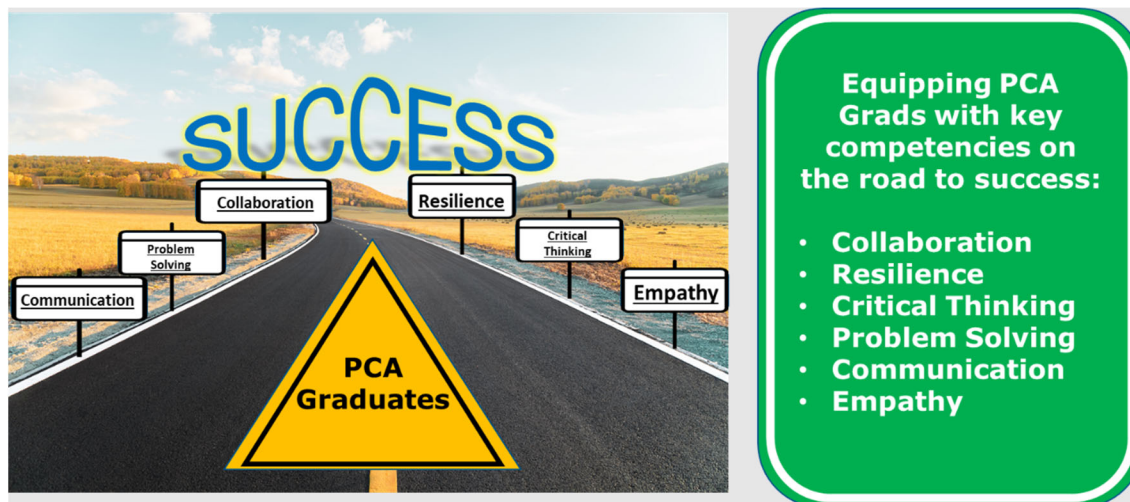 SUCCESS
Collaboration
Resilience
Problem
Solving
Critical
Thinking
Communication
Empathy
PCA
Graduates
Equipping PCA
Grads with key
competencies on
the road to success:
• Collaboration
• Resilience
• Critical Thinking
• Problem Solving
• Communication
• Empathy